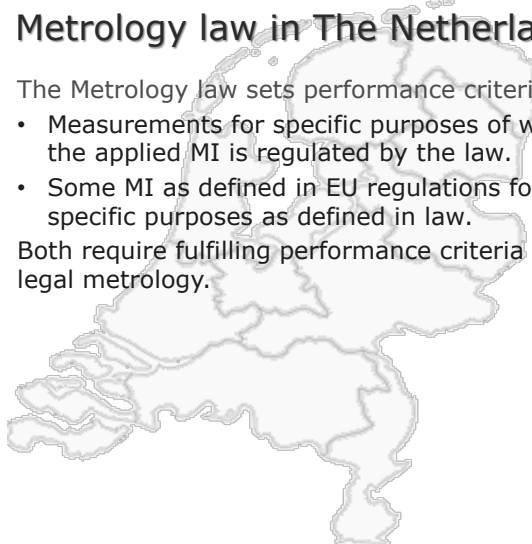 Metrology law in The Netherla
The Metrology law sets performance criteri
• Measurements for specific purposes of w
the applied MI is regulated by the law.
• Some MI as defined in EU regulations fo
specific purposes as defined in law.
Both require fulfilling performance criteria
legal metrology.